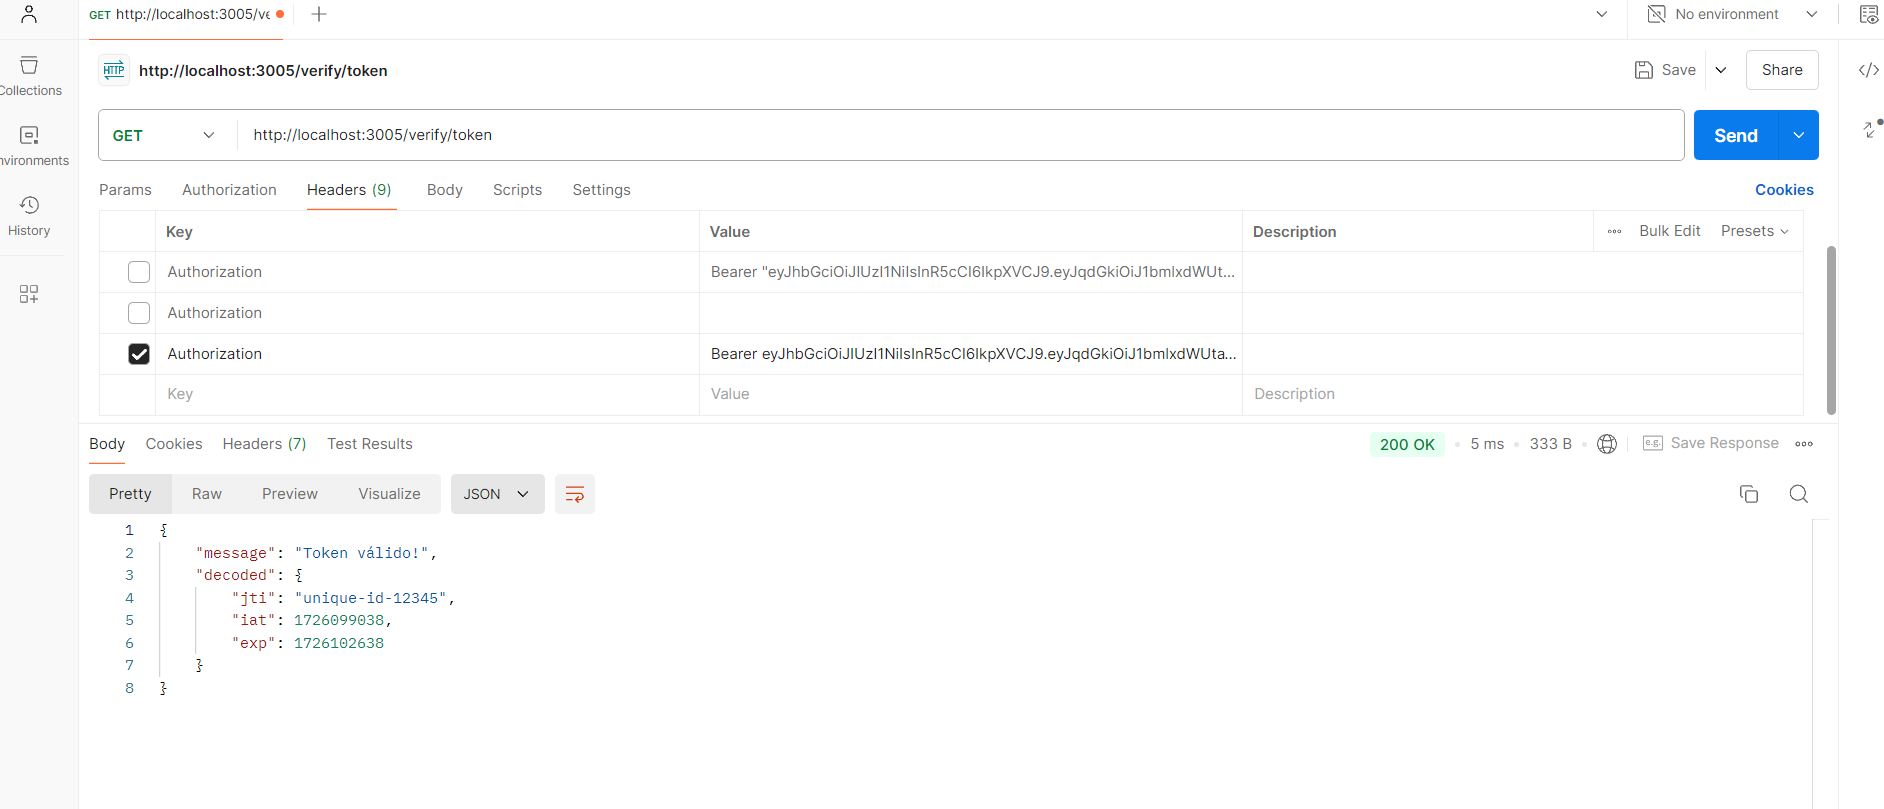 GET http://localhost:3005/ve
No environment
HTTP http://localhost:3005/verify/token
Save
Share
Collections
GET http://localhost:3005/verify/token
Send
nvironments
Params Authorization Headers (9) Body Scripts Settings Cookies
History
Key Value Description Bulk Edit Presets
Authorization Bearer "eyJhbGciOiJIUzI1NiIsInR5cCI6IkpXVCJ9.eyJqdGkiOiJ1bmlxdWUt...
Authorization
Authorization Bearer eyJhbGciOiJIUzI1NiIsInR5cCI6IkpXVCJ9.eyJqdGkiOiJ1bmlxdWUta...
Key Value Description
Body Cookies Headers (7) Test Results 200 OK 5 ms 333 B e.g. Save Response
Pretty Raw Preview Visualize JSON
1 {
2 "message": "Token válido!",
3 "decoded": {
4 "jti": "unique-id-12345",
5 "iat": 1726099038,
6 "exp": 1726102638
7 }
8 }